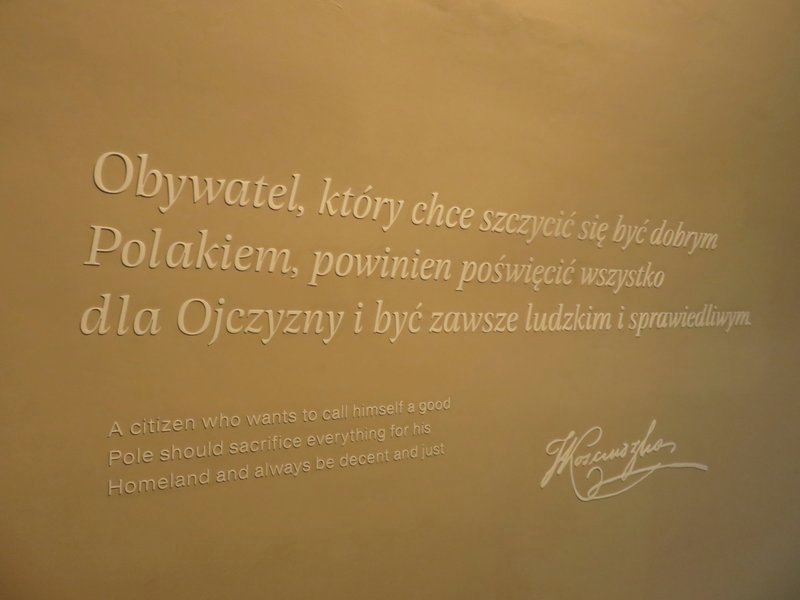 Obywatel, który chce szczycić się być dobrym
Polakiem, powinien poświęcić wszystko
dla Ojczyzny i być zawsze ludzkim i sprawiedliwym.
A citizen who wants to call himself a good
Pole should sacrifice everything for his
Homeland and always be decent and just
TKosciuszko